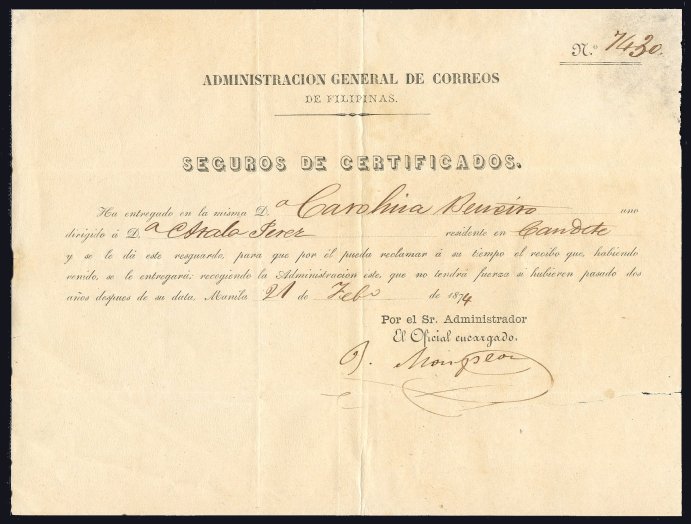 N.º 7430.
ADMINISTRACION GENERAL DE CORREOS
DE FILIPINAS.
SEGUROS DE CERTIFICADOS.
Ha entregado en la misma D.ª Carolina uno
dirigido á D.ª Perez residente en Caudete
y se le dá este resguardo, para que por él pueda reclamar á su tiempo el recibo que, habiendo
venido, se le entregará; recogiendo la Administracion este, que no tendrá fuerza si hubieren pasado dos
años despues de su data, Manila 21 de Febº de 1874
Por el Sr. Administrador
El Oficial encargado.